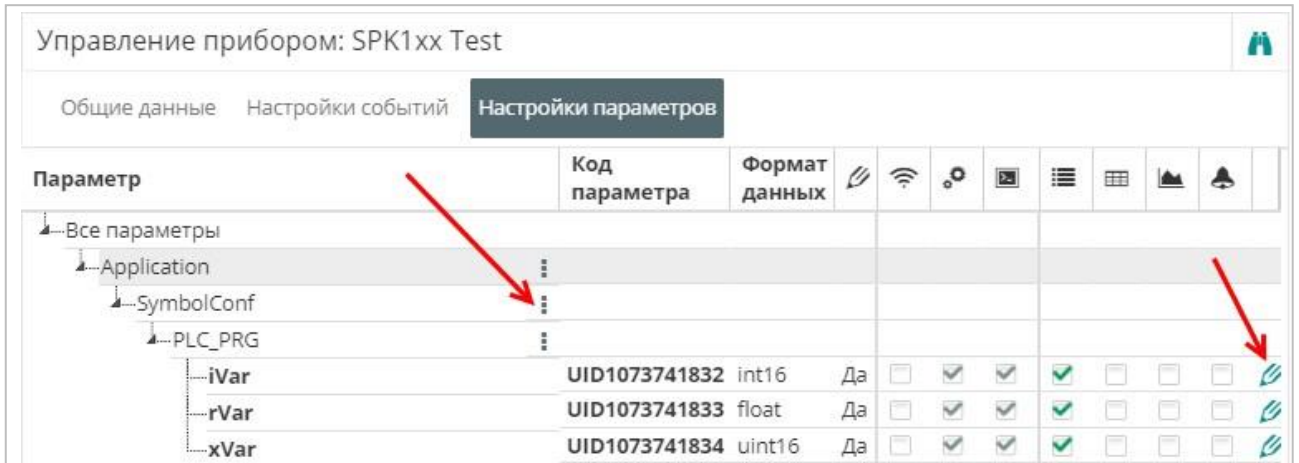 Управление прибором: SPK1xx Test
Общие данные Настройки событий Настройки параметров
Параметр Код параметра Формат данных
Все параметры
Application
SymbolConf
PLC_PRG
iVar UID1073741832 int16 Да
rVar UID1073741833 float Да
xVar UID1073741834 uint16 Да